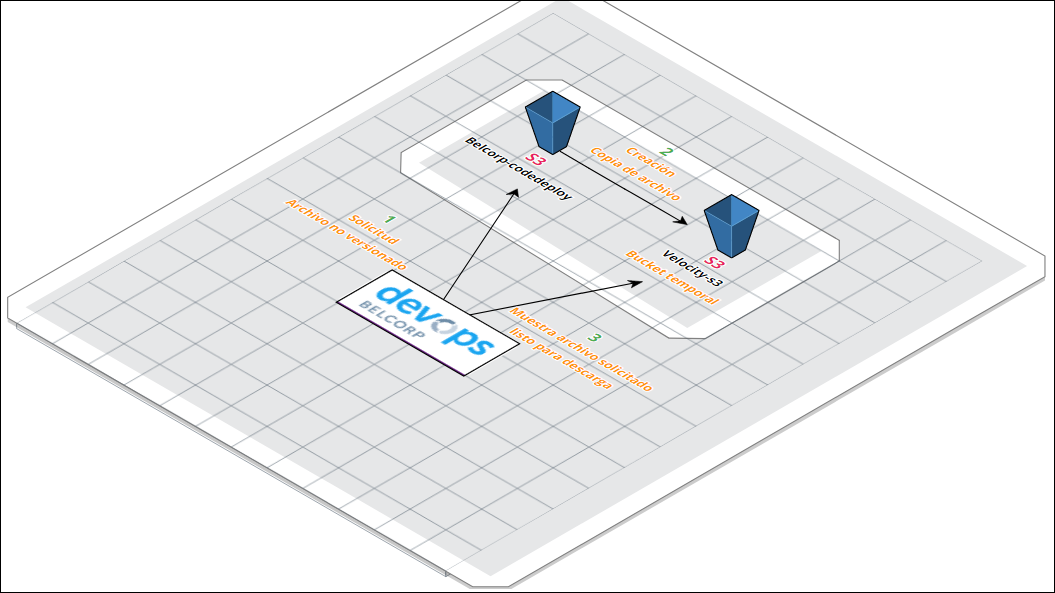 S3
Belcorp-codedeploy
2
Creacion
Copia de archivo
1
Solicitud
Archivo no versionado
S3
Velocity-s3
Bucket temporal
devops
BELCORP
3
Muestra archivo solicitado
listo para descarga